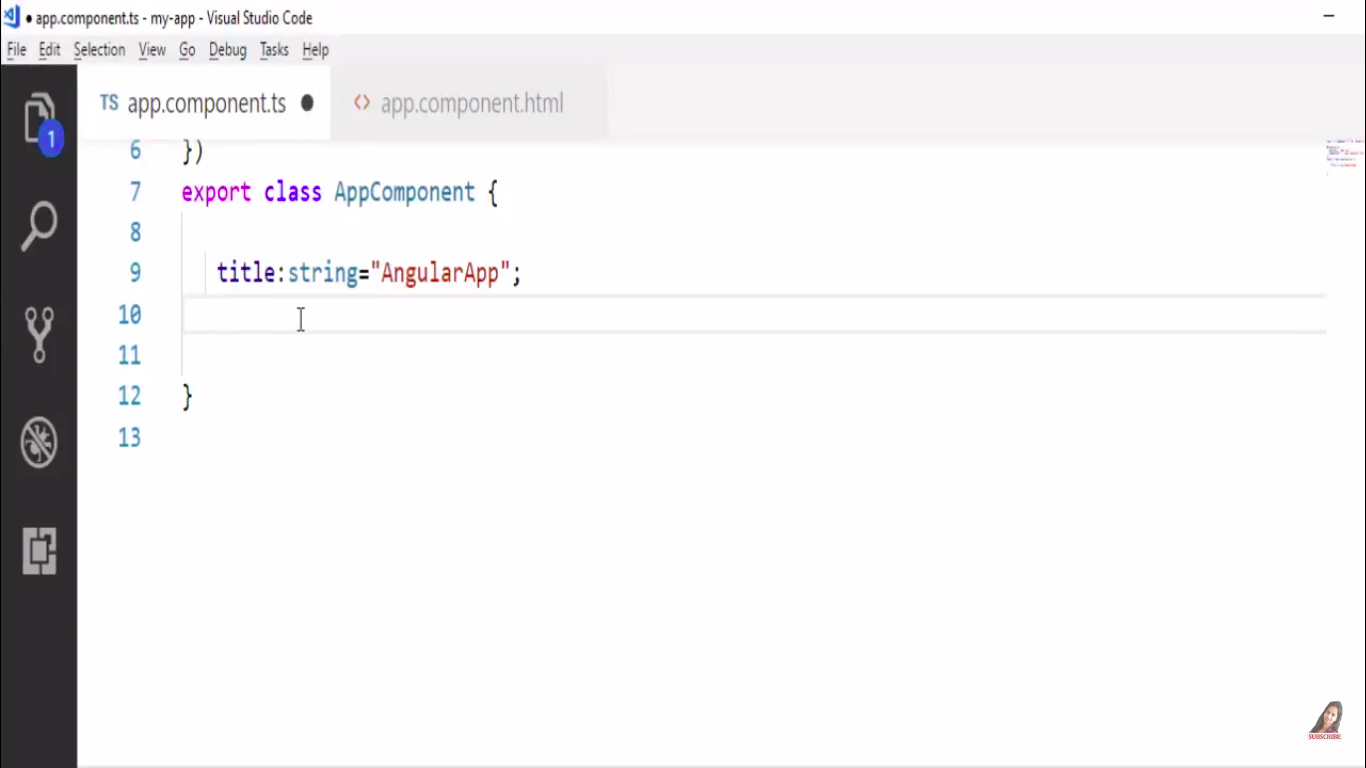 ● app.component.ts - my-app - Visual Studio Code
File Edit Selection View Go Debug Tasks Help
TS app.component.ts ● <> app.component.html
1
6 })
7 export class AppComponent {
8
9 title:string="AngularApp";
10
11
12 }
13
SUBSCRIBE